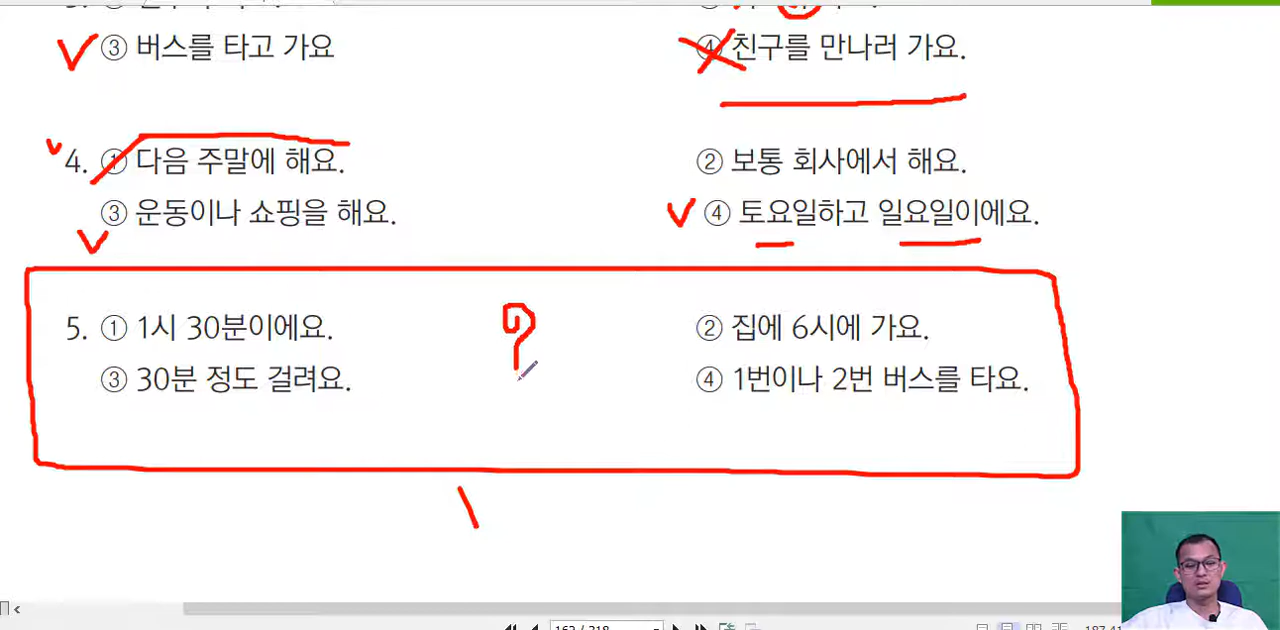 ③ 버스를 타고 가요
④ 친구를 만나러 가요.
4. ① 다음 주말에 해요.
② 보통 회사에서 해요.
③ 운동이나 쇼핑을 해요.
④ 토요일하고 일요일이에요.
5. ① 1시 30분이에요.
② 집에 6시에 가요.
③ 30분 정도 걸려요.
④ 1번이나 2번 버스를 타요.